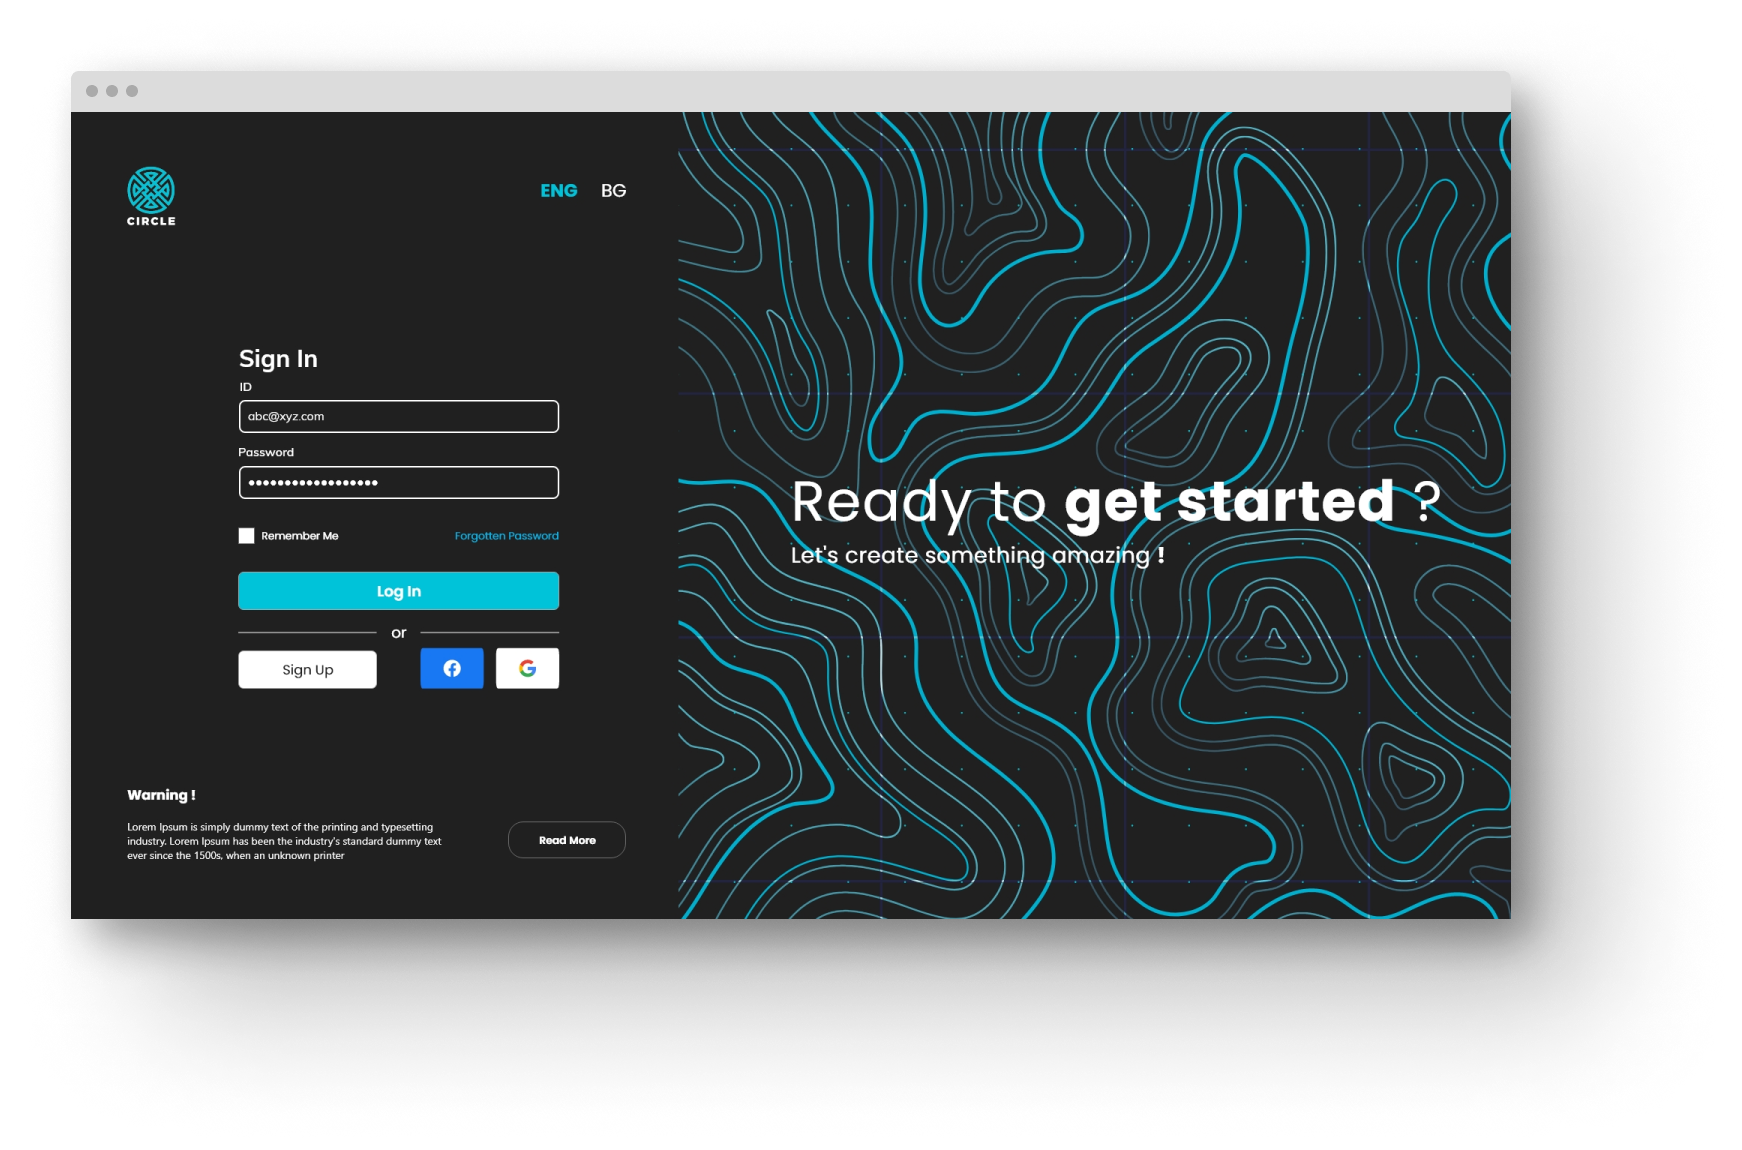 CIRCLE
ENG BG
Sign In
ID
abc@xyz.com
Password
••••••••••••••••••
Remember Me Forgotten Password
Log In
or
Sign Up
Warning !
Lorem Ipsum is simply dummy text of the printing and typesetting
industry. Lorem Ipsum has been the industry's standard dummy text
ever since the 1500s, when an unknown printer
Read More
Ready to get started ?
Let's create something amazing !